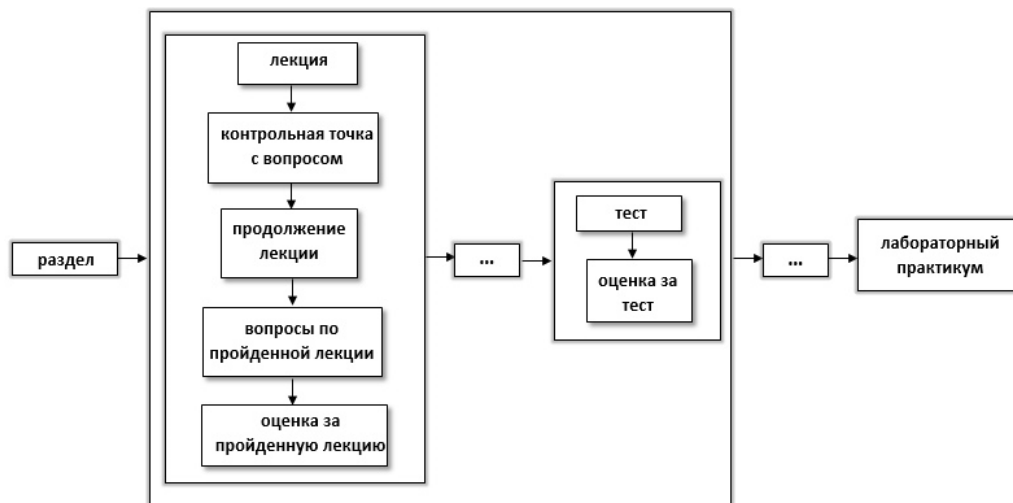 раздел
лекция
контрольная точка
с вопросом
продолжение
лекции
вопросы по
пройденной лекции
оценка за
пройденную лекцию
...
тест
оценка за
тест
...
лабораторный
практикум